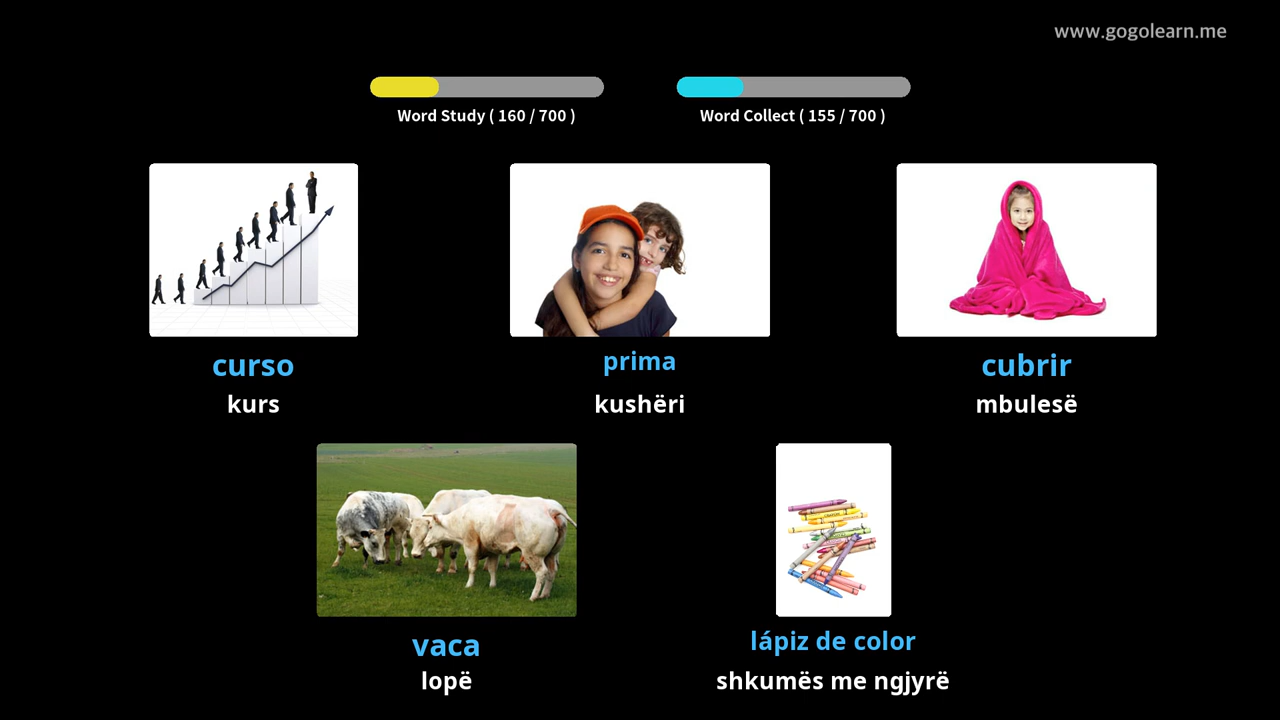 www.gogolearn.me
Word Study ( 160 / 700 )
Word Collect ( 155 / 700 )
curso
kurs
prima
kushëri
cubrir
mbulesë
vaca
lopë
lápiz de color
shkumës me ngjyrë